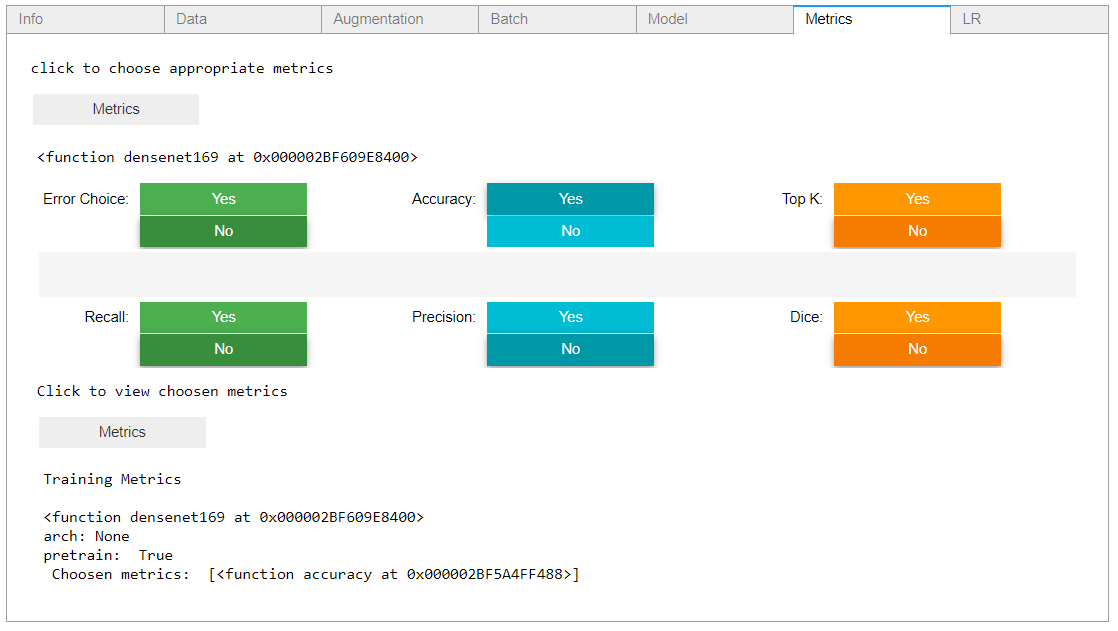 Info Data Augmentation Batch Model Metrics LR
click to choose appropriate metrics
Metrics
<function densenet169 at 0x000002BF609E8400>
Error Choice: Yes Accuracy: Yes Top K: Yes
No No No
Recall: Yes Precision: Yes Dice: Yes
No No No
Click to view choosen metrics
Metrics
Training Metrics
<function densenet169 at 0x000002BF609E8400>
arch: None
pretrain: True
Choosen metrics: [<function accuracy at 0x000002BF5A4FF488>]